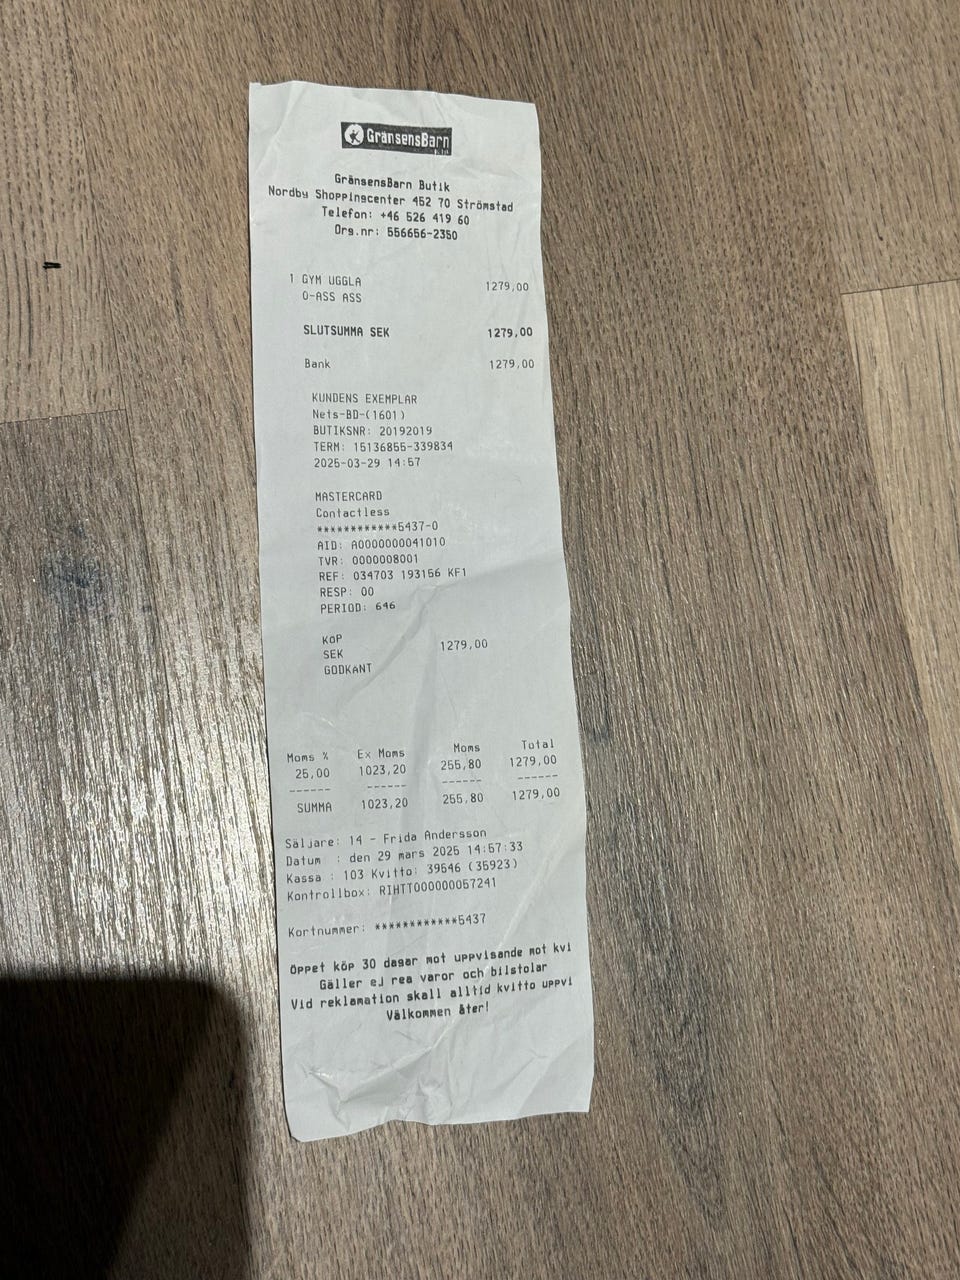 GränsensBarn
GränsensBarn Butik
Nordby Shoppingcenter 452 70 Strömstad
Telefon: +46 526 419 60
Org.nr: 556656-2350
1 GYM UGGLA 1279,00
0-ASS ASS
SLUTSUMMA SEK 1279,00
Bank 1279,00
KUNDENS EXEMPLAR
Nets-BD-(1601)
BUTIKSNR: 20192019
TERM: 15136855-339834
2025-03-29 14:57
MASTERCARD
Contactless
************5437-0
AID: A0000000041010
TVR: 0000008001
REF: 034703 193156 KF1
RESP: 00
PERIOD: 646
KÖP
SEK 1279,00
GODKÄNT
Moms % Ex Moms Moms Total
25,00 1023,20 255,80 1279,00
------ ------ ------ ------
SUMMA 1023,20 255,80 1279,00
Säljare: 14 - Frida Andersson
Datum : den 29 mars 2025 14:57:33
Kassa : 103 Kvitto: 39546 (35923)
Kontrollbox: RIHTT000000057241
Kortnummer: ************5437
Öppet köp 30 dagar mot uppvisande mot kvi
Gäller ej rea varor och bilstolar
Vid reklamation skall alltid kvitto uppvi
Välkommen åter!